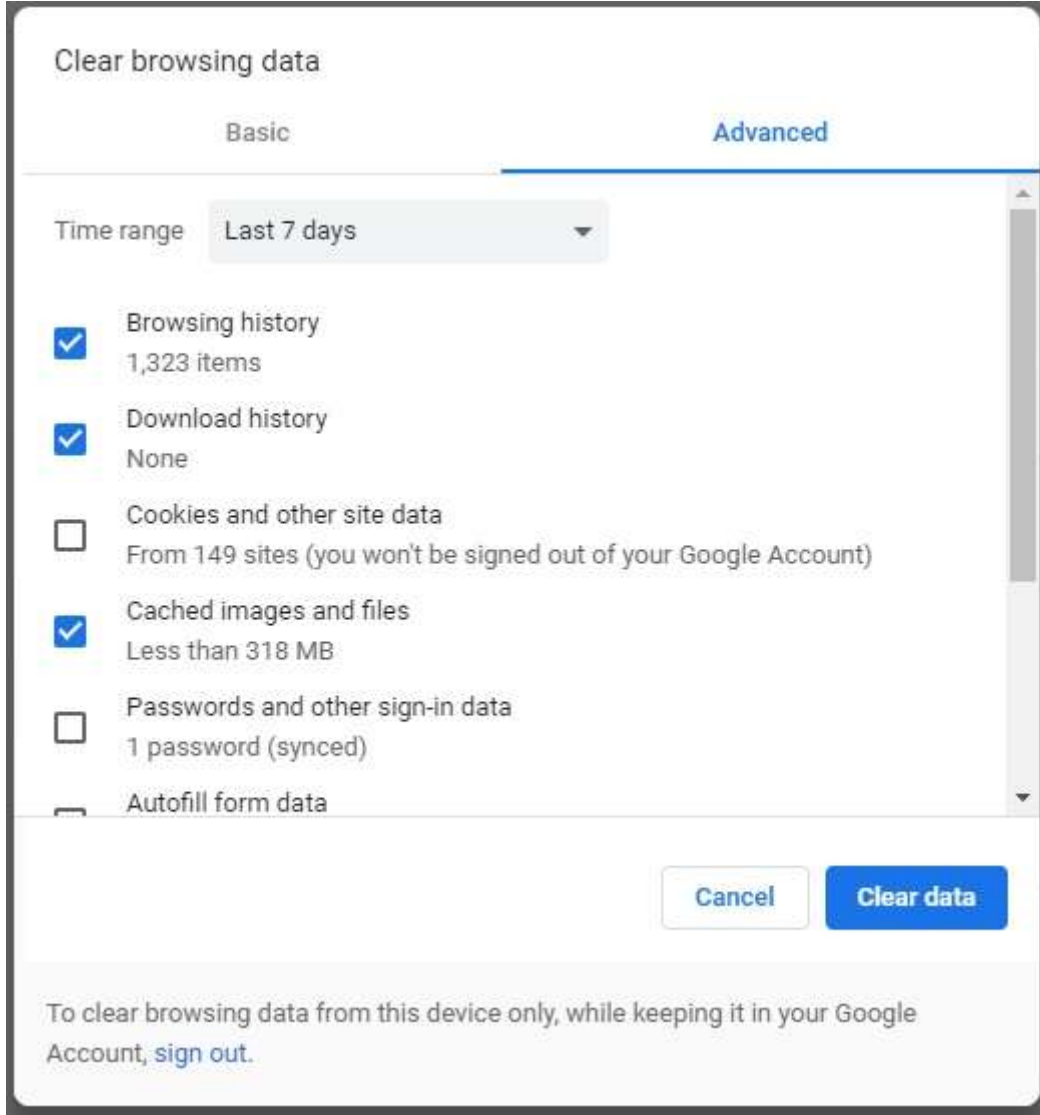 Clear browsing data
Basic
Advanced
Time range
Last 7 days
Browsing history
1,323 items
Download history
None
Cookies and other site data
From 149 sites (you won't be signed out of your Google Account)
Cached images and files
Less than 318 MB
Passwords and other sign-in data
1 password (synced)
Autofill form data
Cancel
Clear data
To clear browsing data from this device only, while keeping it in your Google
Account, sign out.